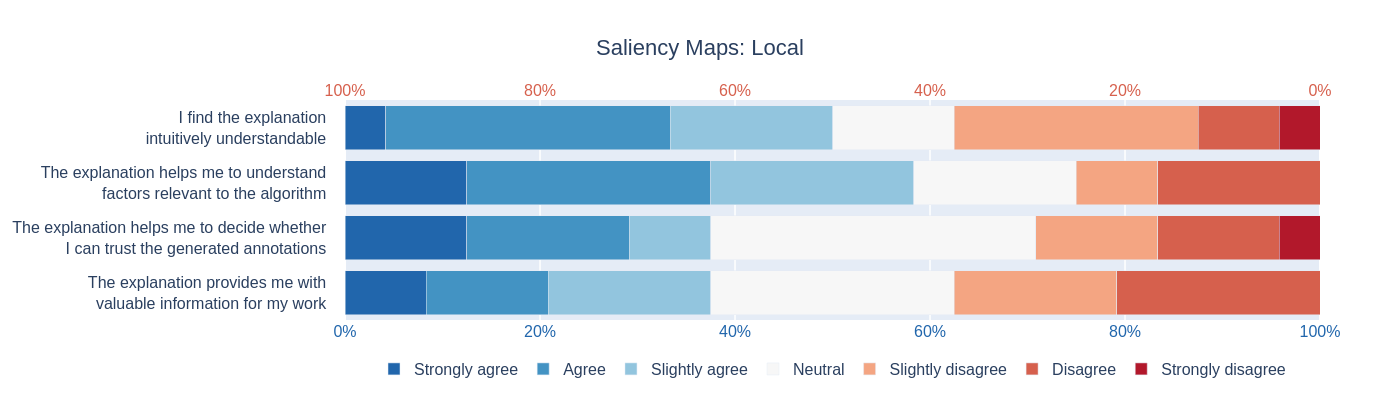 Saliency Maps: Local
100% 80% 60% 40% 20% 0%
I find the explanation
intuitively understandable
The explanation helps me to understand
factors relevant to the algorithm
The explanation helps me to decide whether
I can trust the generated annotations
The explanation provides me with
valuable information for my work
0% 20% 40% 60% 80% 100%
Strongly agree Agree Slightly agree Neutral Slightly disagree Disagree Strongly disagree